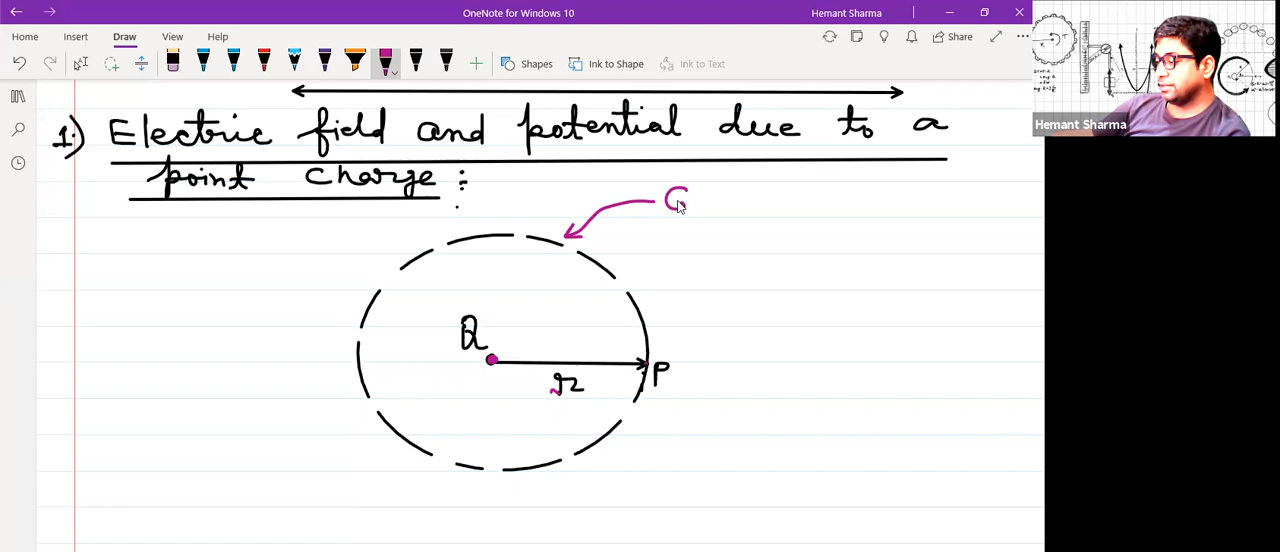 OneNote for Windows 10
Hemant Sharma
Home Insert Draw View Help
Share
Shapes Ink to Shape Ink to Text
Hemant Sharma
1.) Electric field and potential due to a
point charge :
G
Q
r
P